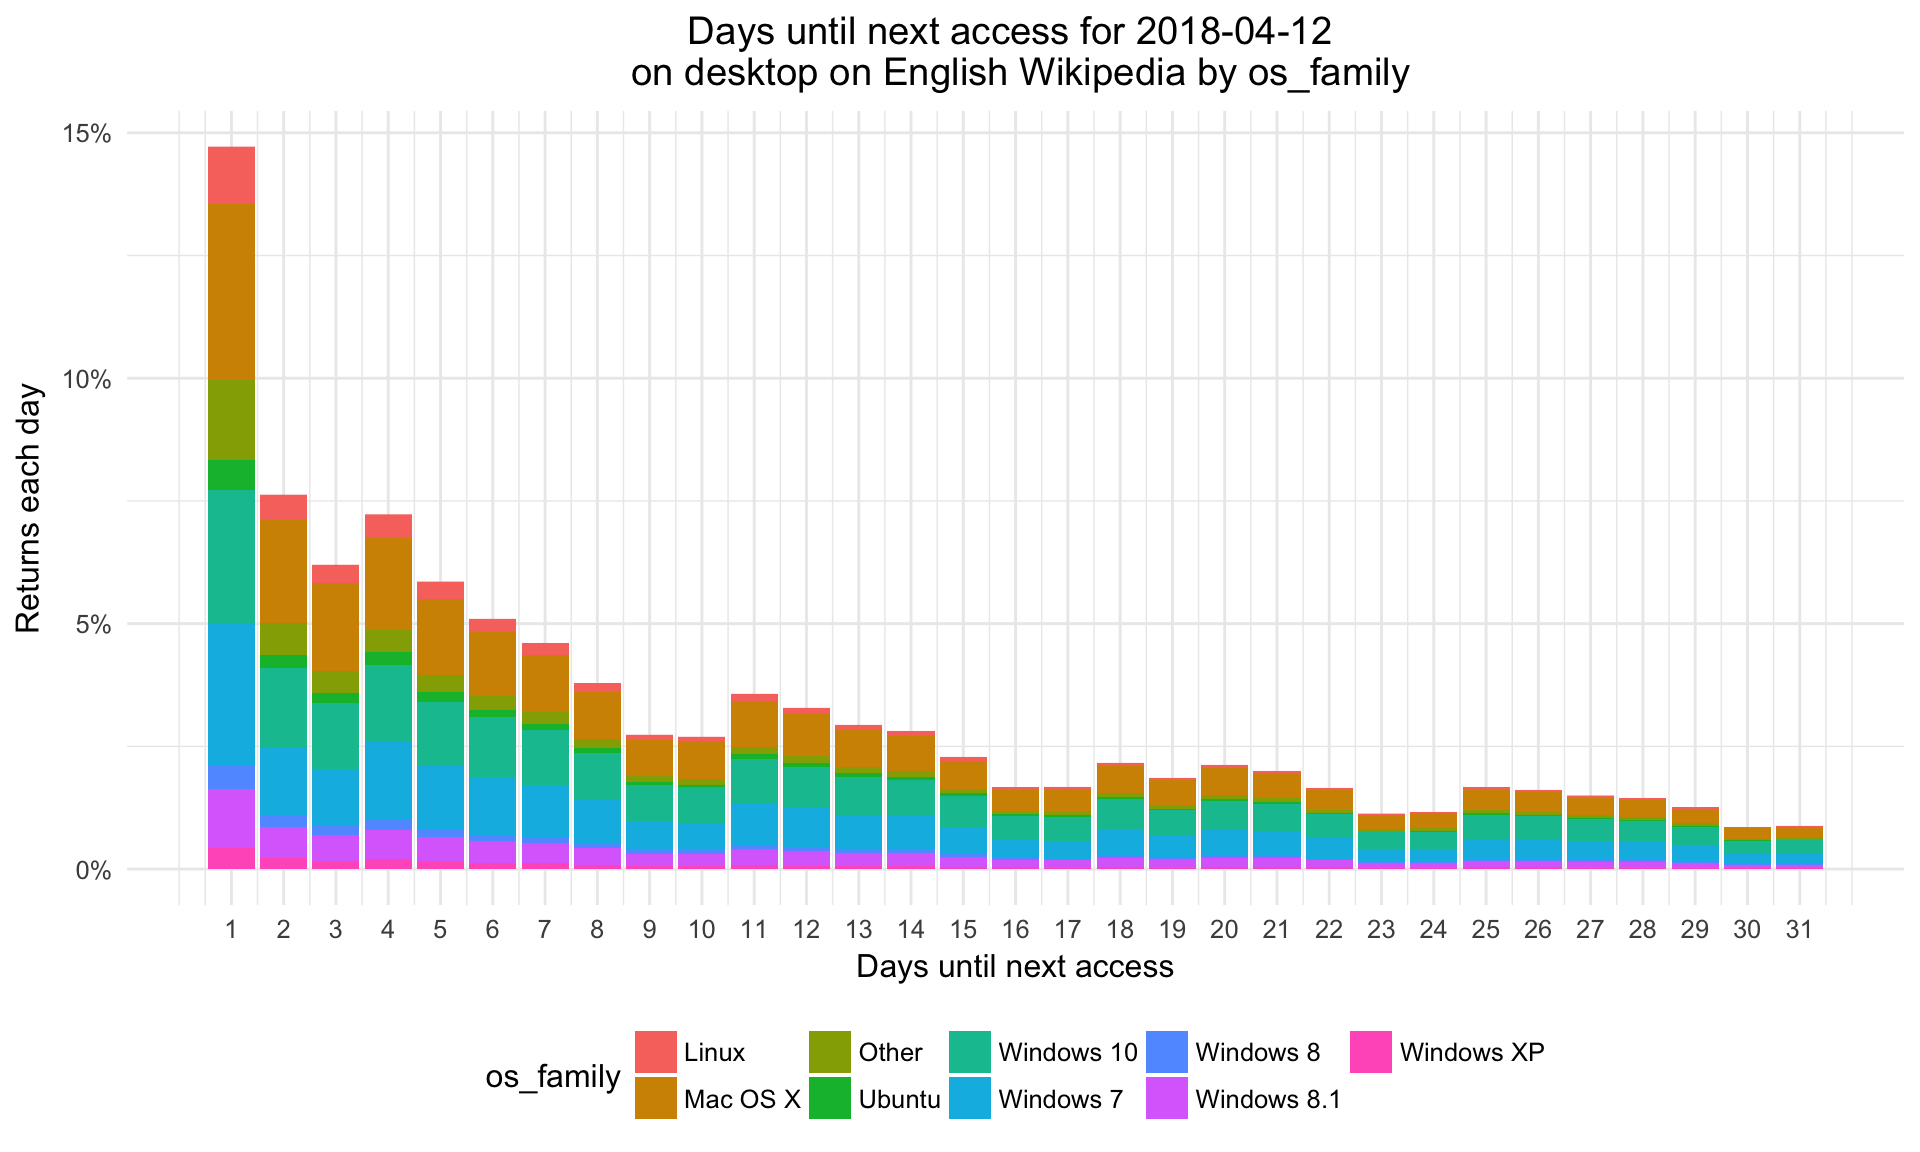 Days until next access for 2018-04-12
on desktop on English Wikipedia by os_family
Returns each day
15%
10%
5%
0%
1 2 3 4 5 6 7 8 9 10 11 12 13 14 15 16 17 18 19 20 21 22 23 24 25 26 27 28 29 30 31
Days until next access
os_family
Linux Other Windows 10 Windows 8 Windows XP
Mac OS X Ubuntu Windows 7 Windows 8.1